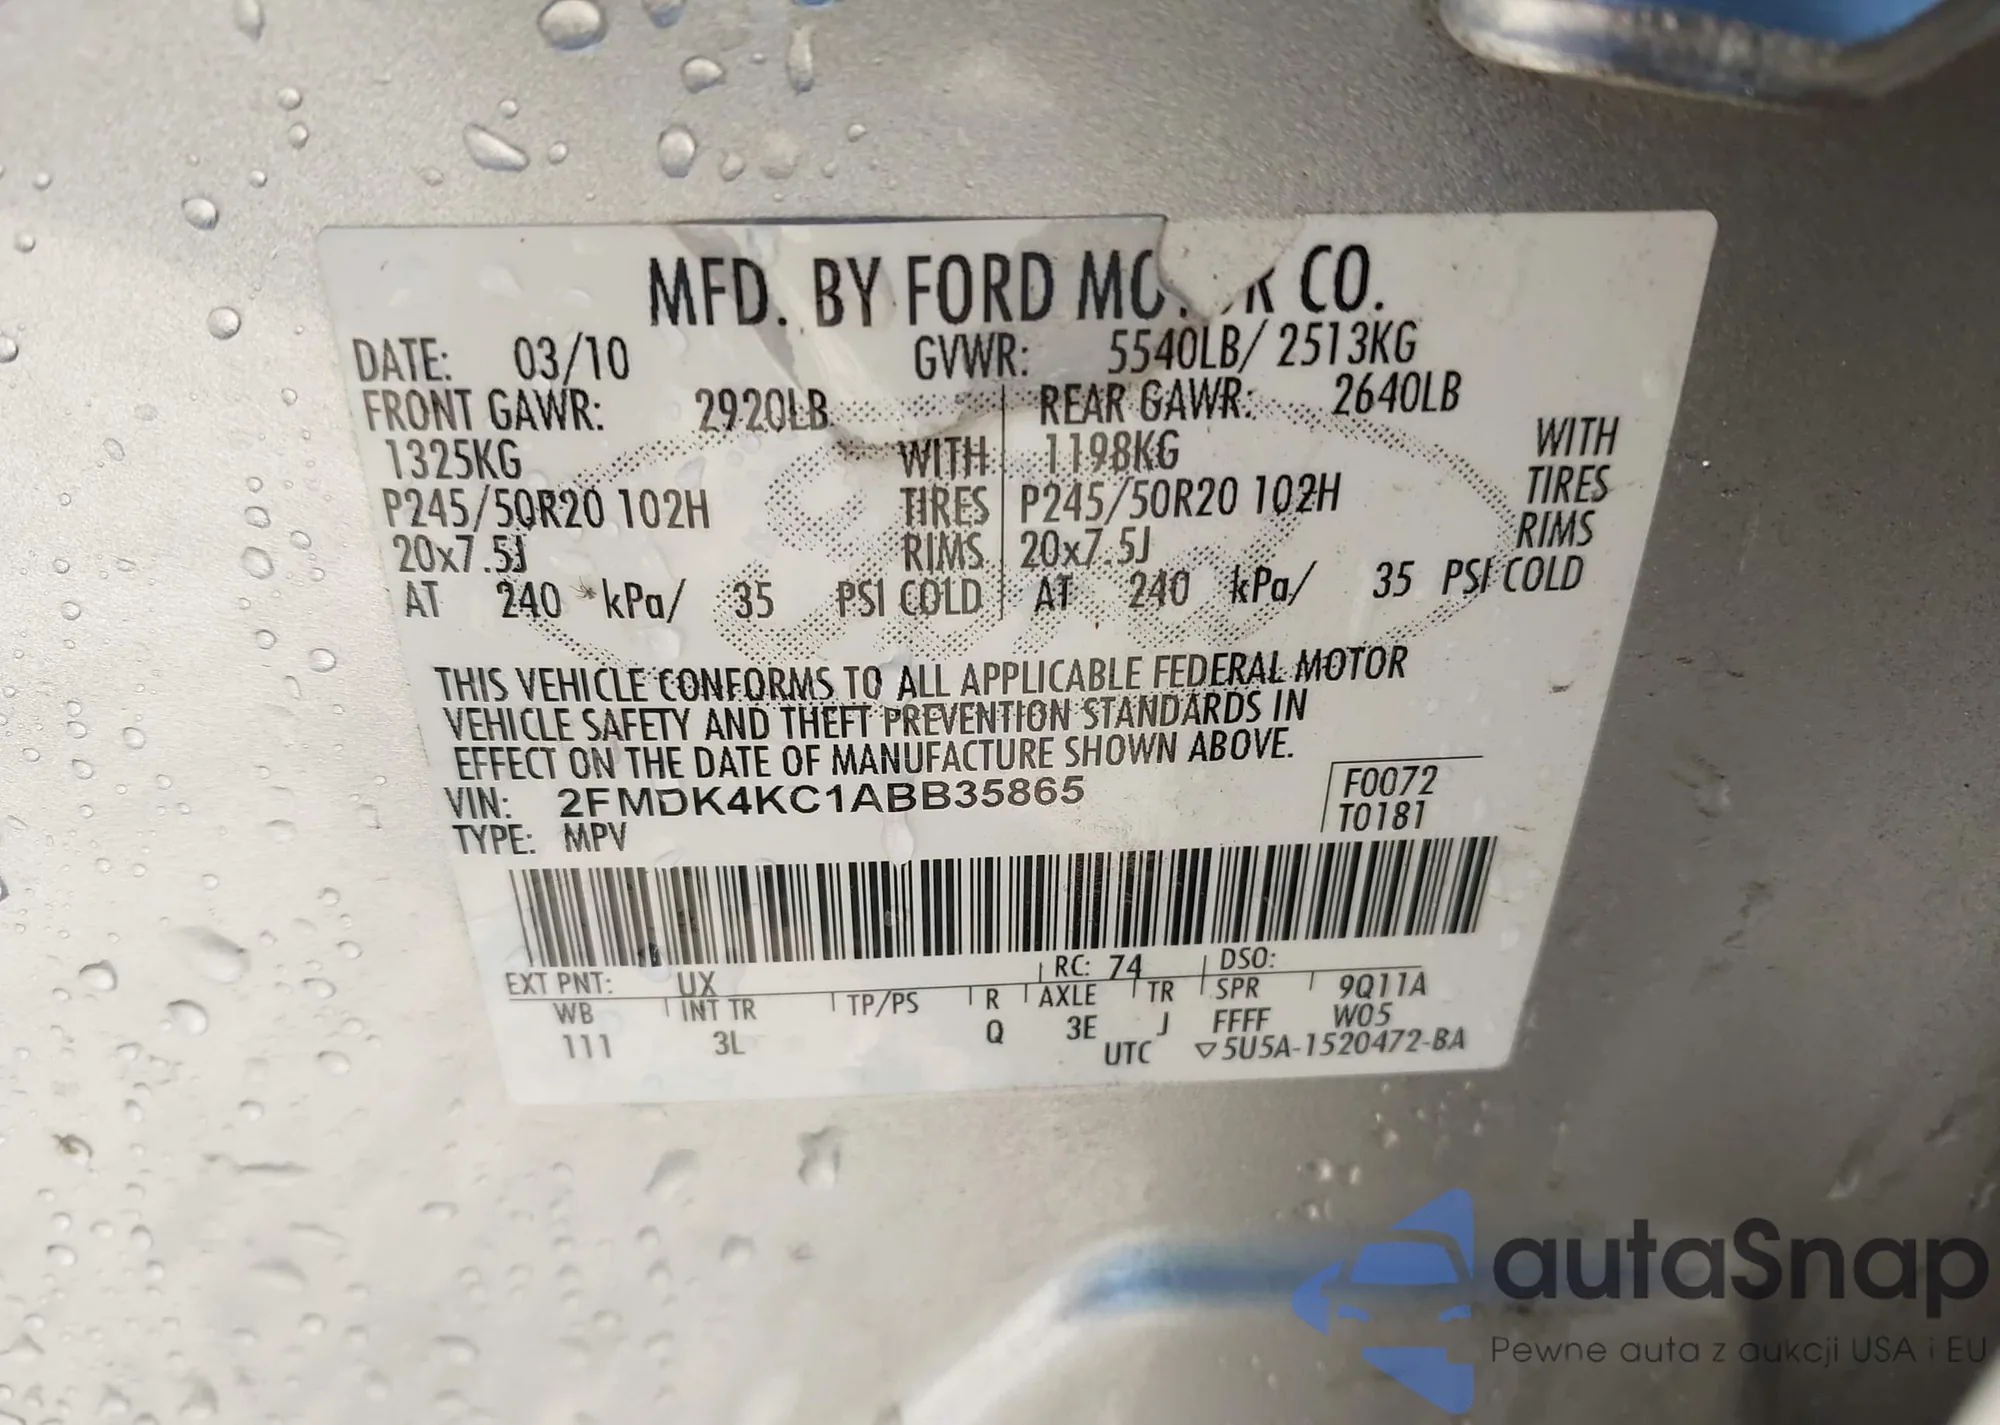 MFD. BY FORD MOTOR CO.
DATE: 03/10 GVWR: 5540LB/ 2513KG
FRONT GAWR: 2920LB REAR GAWR: 2640LB
1325KG WITH 1198KG WITH
P245/50R20 102H TIRES P245/50R20 102H TIRES
20x7.5J RIMS 20x7.5J RIMS
AT 240 kPa/ 35 PSI COLD AT 240 kPa/ 35 PSI COLD
THIS VEHICLE CONFORMS TO ALL APPLICABLE FEDERAL MOTOR
VEHICLE SAFETY AND THEFT PREVENTION STANDARDS IN
EFFECT ON THE DATE OF MANUFACTURE SHOWN ABOVE.
VIN: 2FMDK4KC1ABB35865 F0072
TYPE: MPV T0181
EXT PNT: UX RC: 74 DSO:
WB INT TR TP/PS R AXLE TR SPR 9Q11A
111 3L Q 3E J FFFF W05
UTC ▽5U5A-1520472-BA
autaSnap
Pewne auta z aukcji USA i EU